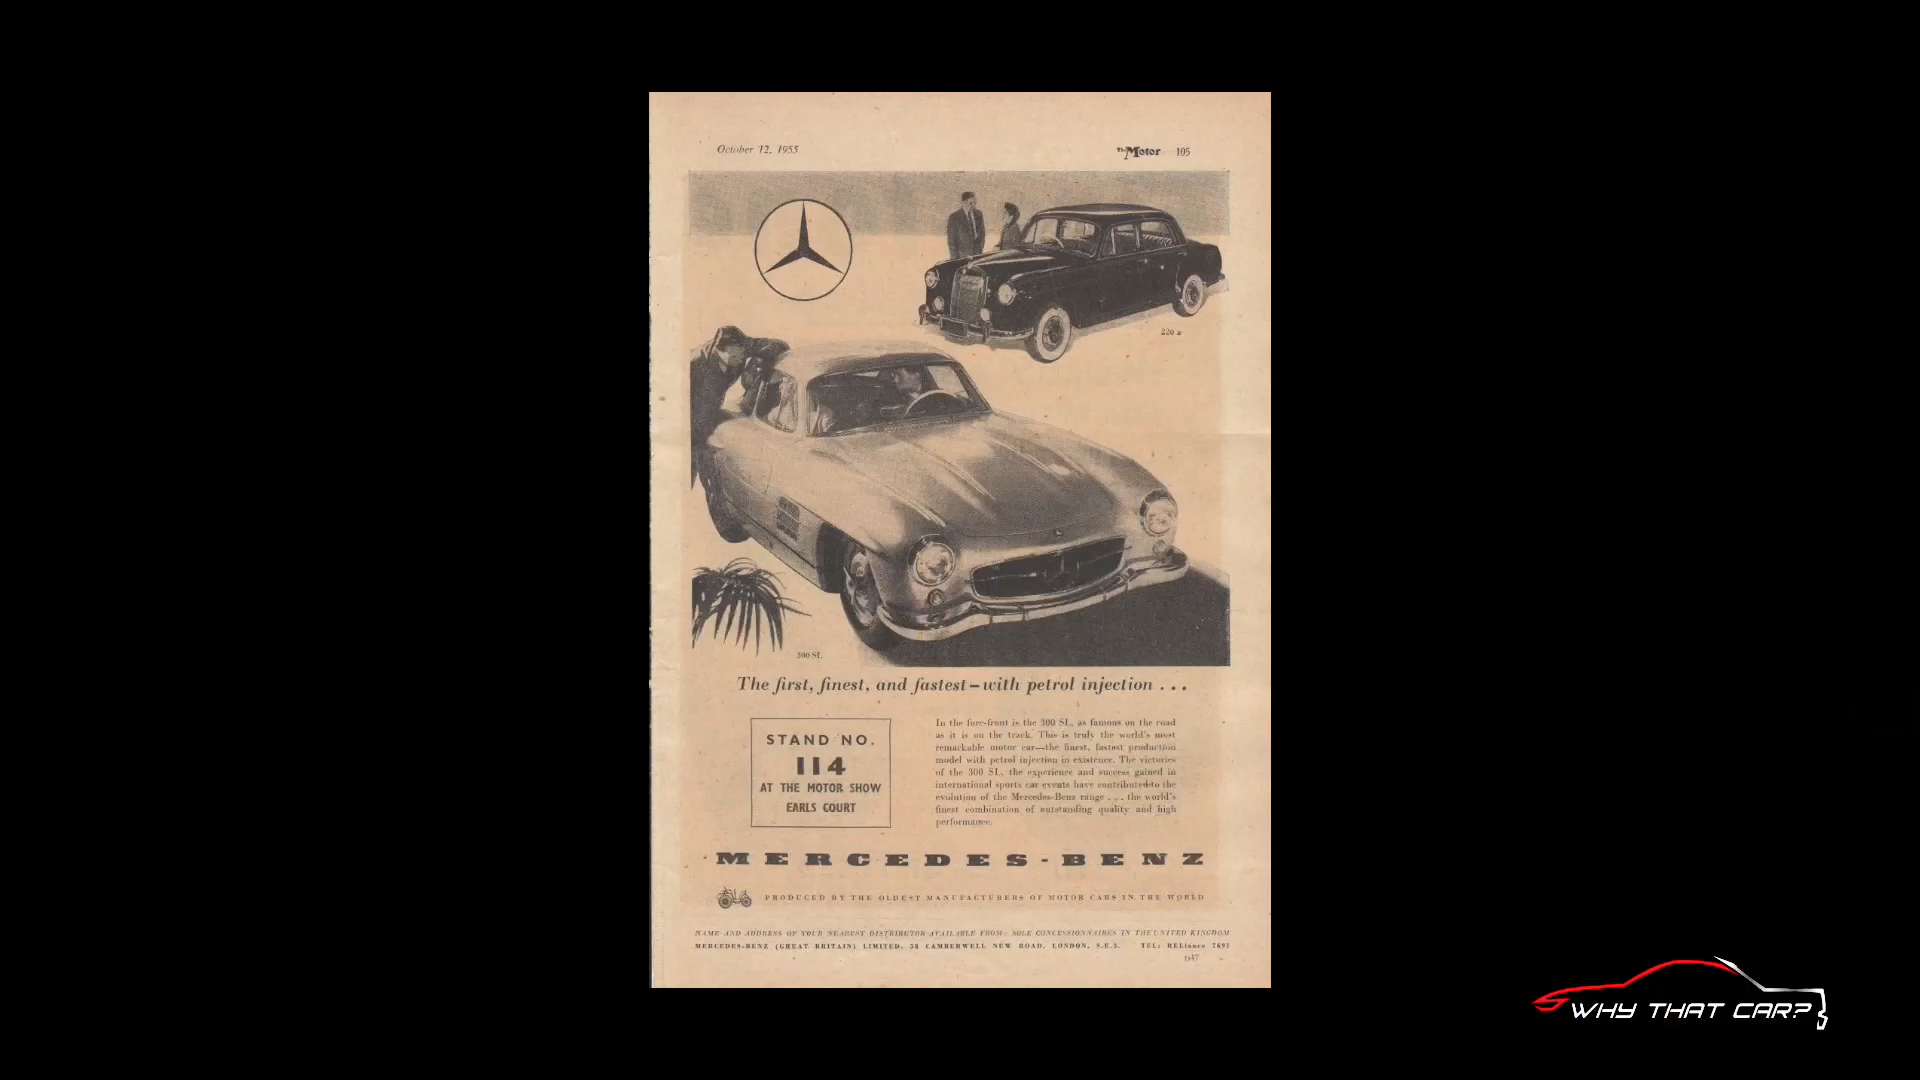 October 12, 1955
The Motor 105
220 a
300 SL
The first, finest, and fastest—with petrol injection . . .
STAND NO.
114
AT THE MOTOR SHOW
EARLS COURT
In the fore-front is the 300 SL, as famous on the road
as it is on the track. This is truly the world's most
remarkable motor car—the finest, fastest production
model with petrol injection in existence. The victories
of the 300 SL, the experience and success gained in
international sports car events have contributed to the
evolution of the Mercedes-Benz range . . . the world's
finest combination of outstanding quality and high
performance.
MERCEDES-BENZ
PRODUCED BY THE OLDEST MANUFACTURERS OF MOTOR CARS IN THE WORLD
NAME AND ADDRESS OF YOUR NEAREST DISTRIBUTOR AVAILABLE FROM: SOLE CONCESSIONNAIRES IN THE UNITED KINGDOM
MERCEDES-BENZ (GREAT BRITAIN) LIMITED, 58 CAMBERWELL NEW ROAD, LONDON, S.E.5. TEL: RELiance 7691
WHY THAT CAR?